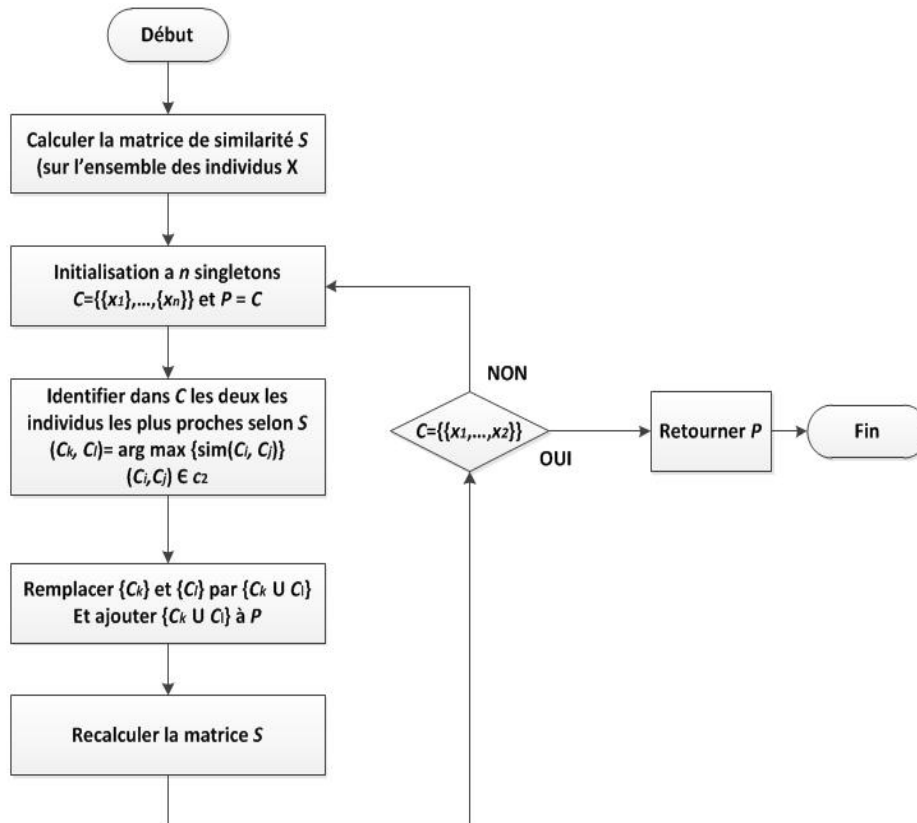 Début
Calculer la matrice de similarité S
(sur l'ensemble des individus X
Initialisation a n singletons
C={{x1},...,{xn}} et P = C
Identifier dans C les deux les
individus les plus proches selon S
(Ck, Cl)= arg max {sim(Ci, Cj)}
(Ci,Cj) Є c2
Remplacer {Ck} et {Cl} par {Ck U Cl}
Et ajouter {Ck U Cl} à P
Recalculer la matrice S
NON
C={{x1,...,x2}}
OUI
Retourner P
Fin